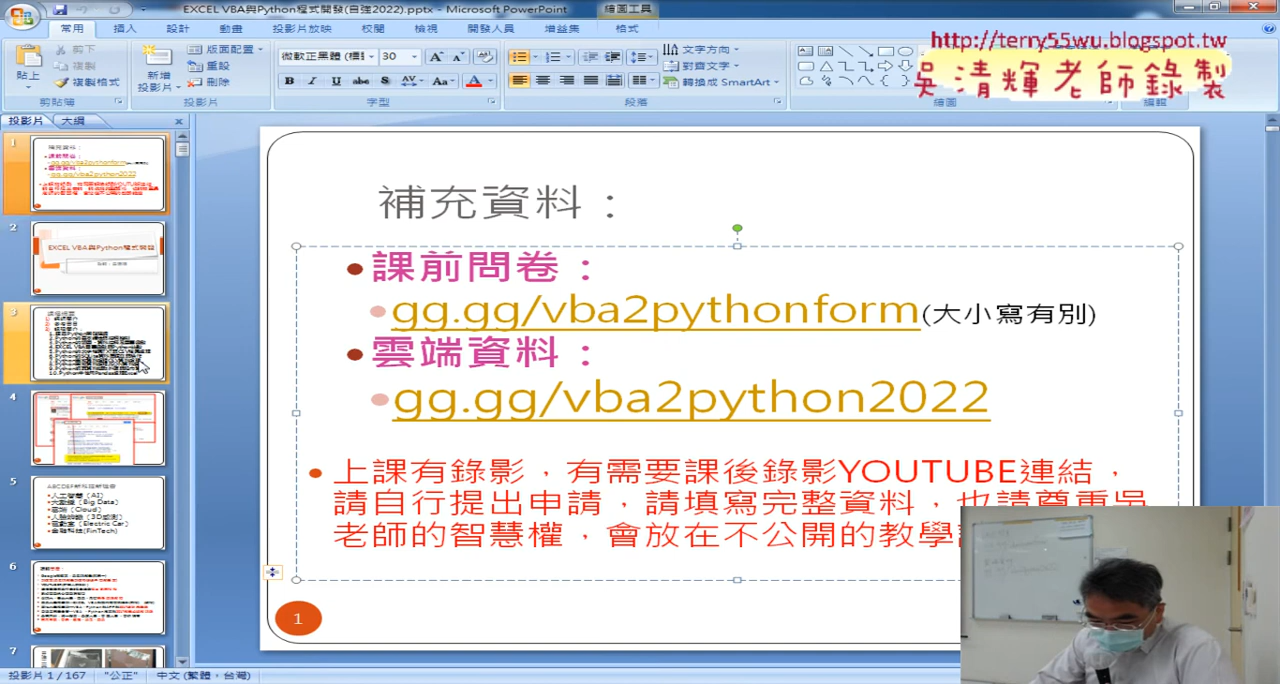 EXCEL VBA與Python程式開發(自強2022).pptx - Microsoft PowerPoint
繪圖工具
常用 插入 設計 動畫 投影片放映 校閱 檢視 開發人員 增益集 格式
http://terry55wu.blogspot.tw
吳清輝老師錄製
貼上
剪下
複製
複製格式
剪貼簿
新增
投影片
版面配置
重設
刪除
投影片
微軟正黑體 (標 30
字型
文字方向
對齊文字
轉換成 SmartArt
段落
繪圖
編輯
投影片 大綱
補充資料：
課前問卷：
gg.gg/vba2pythonform(大小寫有別)
雲端資料：
gg.gg/vba2python2022
上課有錄影，有需要課後錄影YOUTUBE連結，
請自行提出申請，請填寫完整資料，也請尊重吳
老師的智慧權，會放在不公開的教學
1
1
2
EXCEL VBA與Python程式開發
3
4
5
ABCDEF新科技新機會
人工智慧 (AI)
大數據 (Big Data)
雲端 (Cloud)
電動車 (Electric Car)
金融科技(FinTech)
6
7
投影片 1 / 167 "公正" 中文 (繁體，台灣)